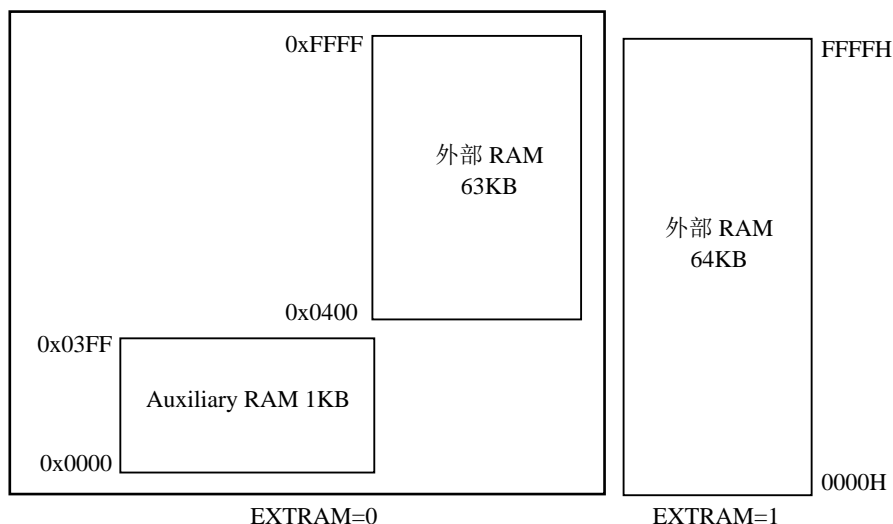 0xFFFF
外部 RAM
63KB
0x0400
0x03FF
Auxiliary RAM 1KB
0x0000
EXTRAM=0
FFFFH
外部 RAM
64KB
0000H
EXTRAM=1